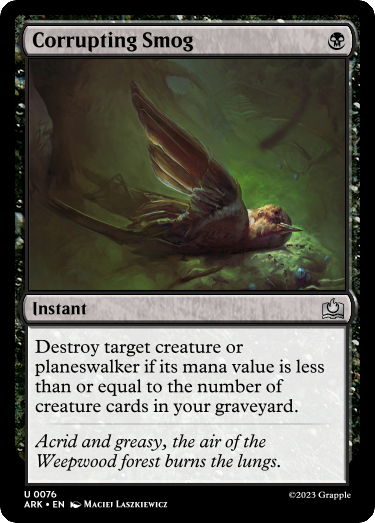 Corrupting Smog
Instant
Destroy target creature or
planeswalker if its mana value is less
than or equal to the number of
creature cards in your graveyard.
Acrid and greasy, the air of the
Weepwood forest burns the lungs.
U 0076
ARK • EN Maciej Laszkiewicz
©2023 Grapple